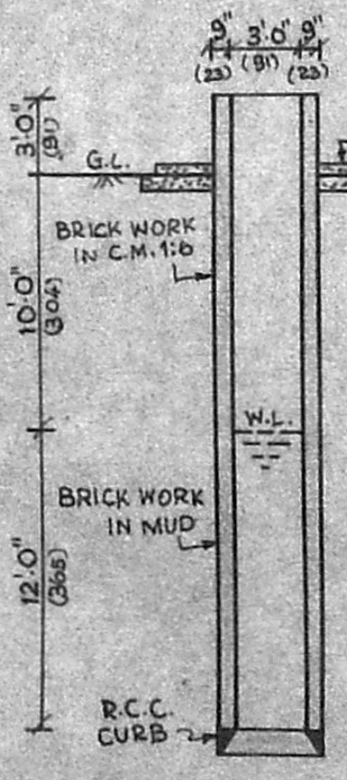 9" 3'0" 9"
(23) (91) (23)
3'0"
(91)
G.L.
BRICK WORK
IN C.M. 1:6
10'0"
(304)
W.L.
BRICK WORK
IN MUD
12'0"
(365)
R.C.C.
CURB